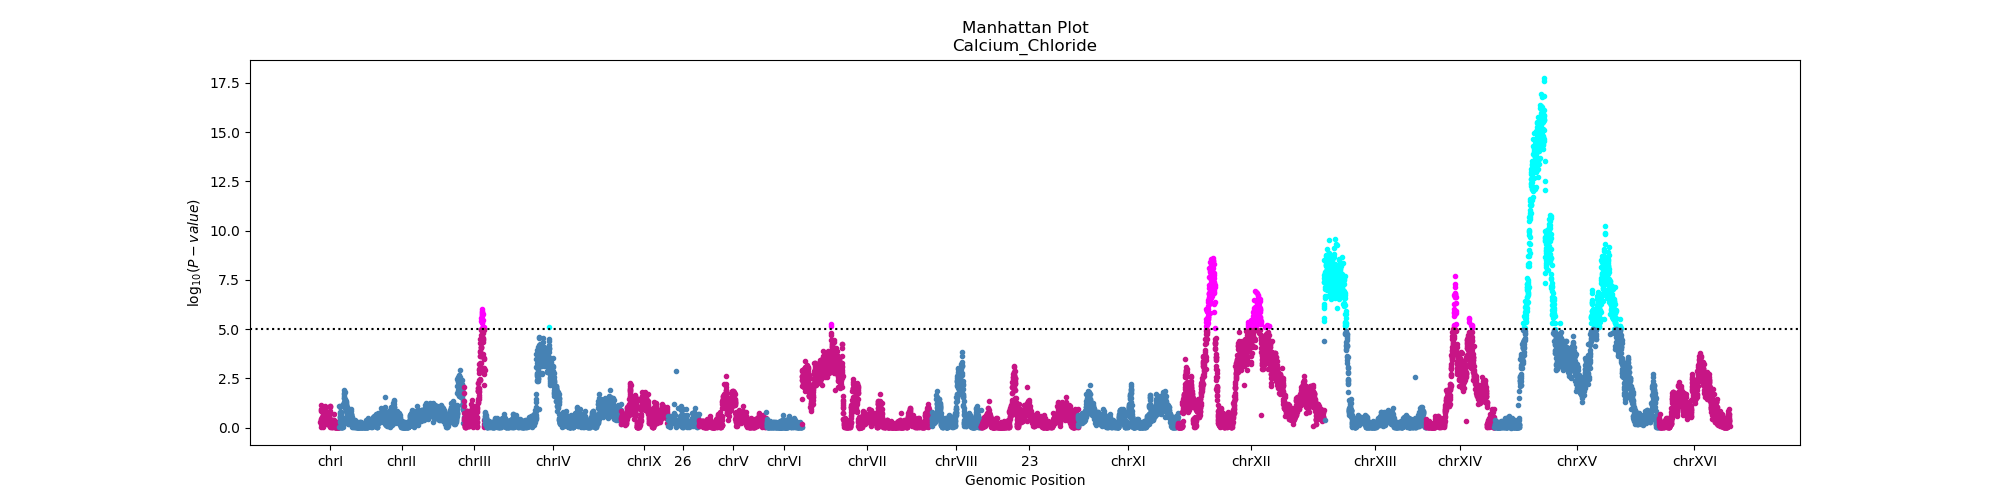 Manhattan Plot
Calcium_Chloride
17.5
15.0
12.5
10.0
7.5
5.0
2.5
0.0
log10(P − value)
chrI chrII chrIII chrIV chrIX 26 chrV chrVI chrVII chrVIII 23 chrXI chrXII chrXIII chrXIV chrXV chrXVI
Genomic Position